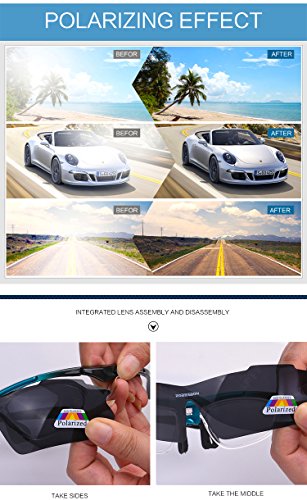 POLARIZING EFFECT
BEFOR
AFTER
BEFOR
AFTER
BEFOR
AFTER
INTEGRATED LENS ASSEMBLY AND DISASSEMBLY
Polarized
Polarized
TAKE SIDES
TAKE THE MIDDLE